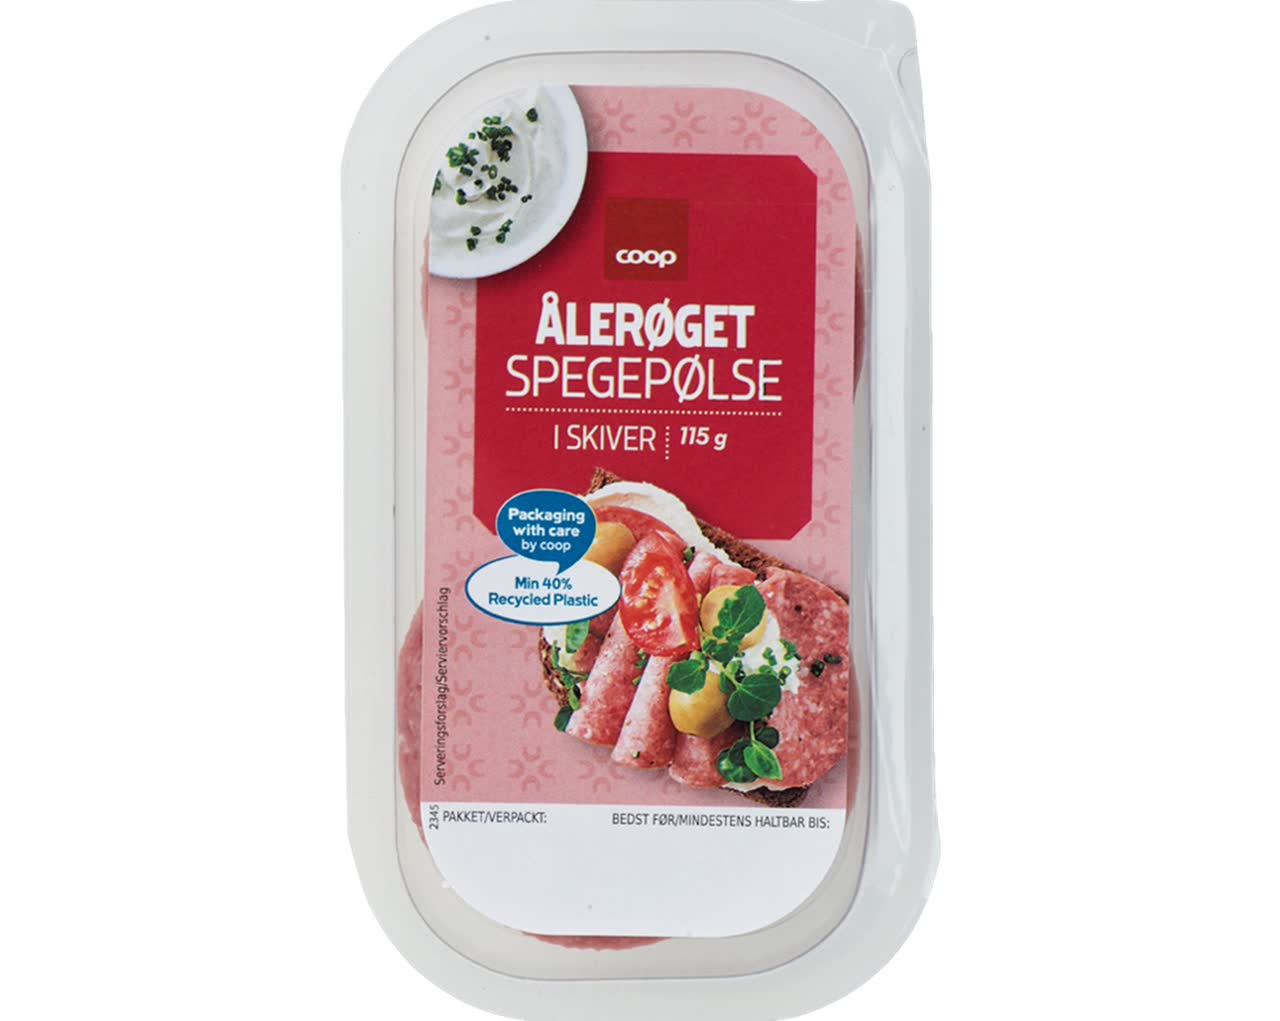 coop
ÅLERØGET
SPEGEPØLSE
I SKIVER 115 g
Packaging
with care
by coop
Min 40%
Recycled Plastic
Serveringsforslag/Serviervorschlag
2345
PAKKET/VERPACKT: BEDST FØR/MINDESTENS HALTBAR BIS: